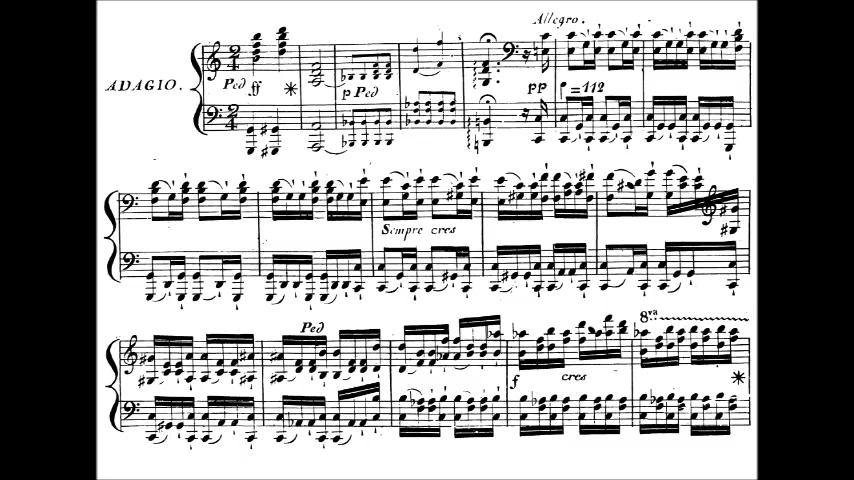 Allegro.
ADAGIO.
Ped ff
p Ped
pp
= 112
Sempre cres
Ped
8va
f cres